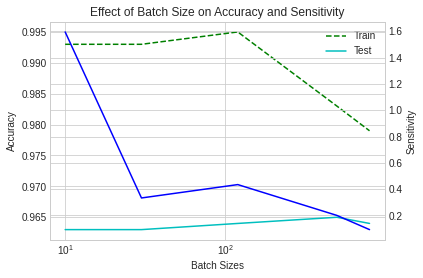 Effect of Batch Size on Accuracy and Sensitivity
Train
Test
0.995
0.990
0.985
0.980
0.975
0.970
0.965
Accuracy
1.6
1.4
1.2
1.0
0.8
0.6
0.4
0.2
Sensitivity
10¹
10²
Batch Sizes